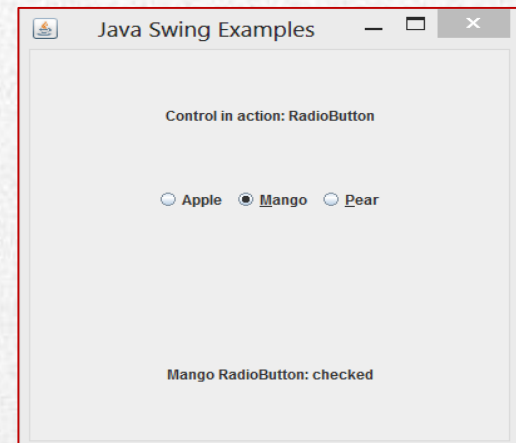 Java Swing Examples
Control in action: RadioButton
Apple Mango Pear
Mango RadioButton: checked